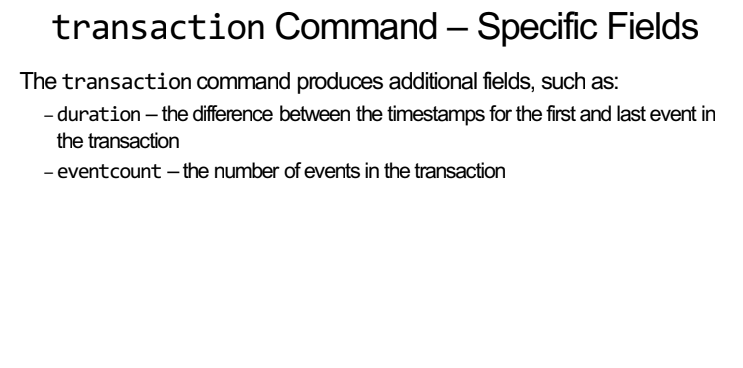 transaction Command – Specific Fields
The transaction command produces additional fields, such as:
– duration – the difference between the timestamps for the first and last event in
the transaction
– eventcount – the number of events in the transaction